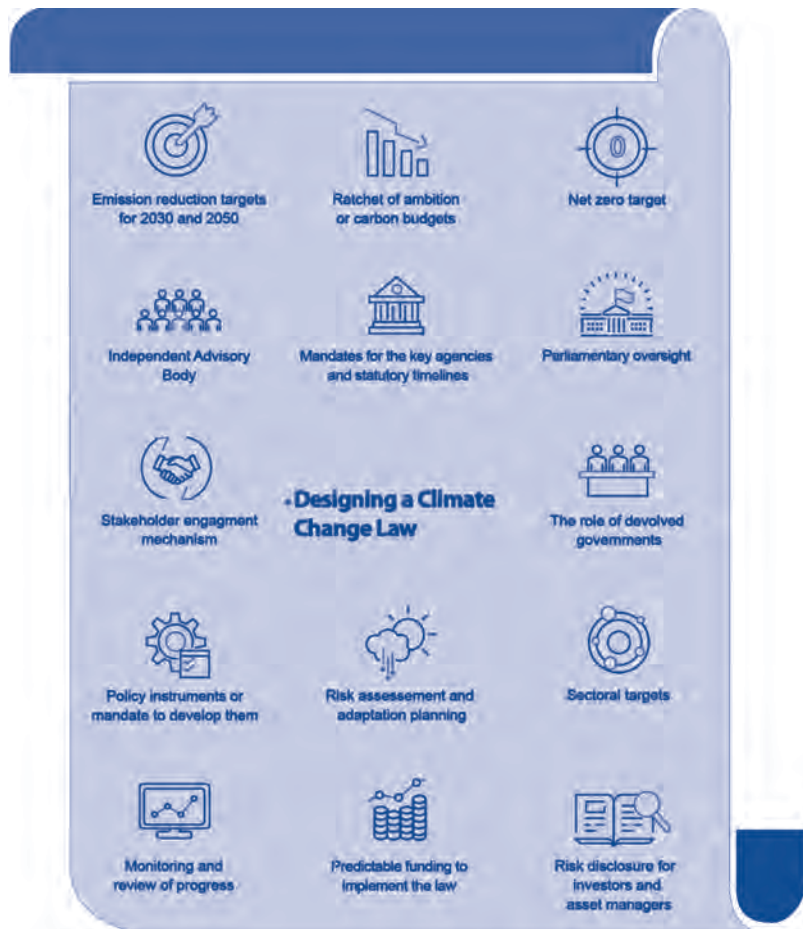 Emission reduction targets
for 2030 and 2050
Ratchet of ambition
or carbon budgets
0
Net zero target
Independent Advisory
Body
Mandates for the key agencies
and statutory timelines
Parliamentary oversight
Stakeholder engagment
mechanism
Designing a Climate
Change Law
The role of devolved
governments
Policy instruments or
mandate to develop them
Risk assessement and
adaptation planning
Sectoral targets
Monitoring and
review of progress
Predictable funding to
implement the law
Risk disclosure for
investors and
asset managers